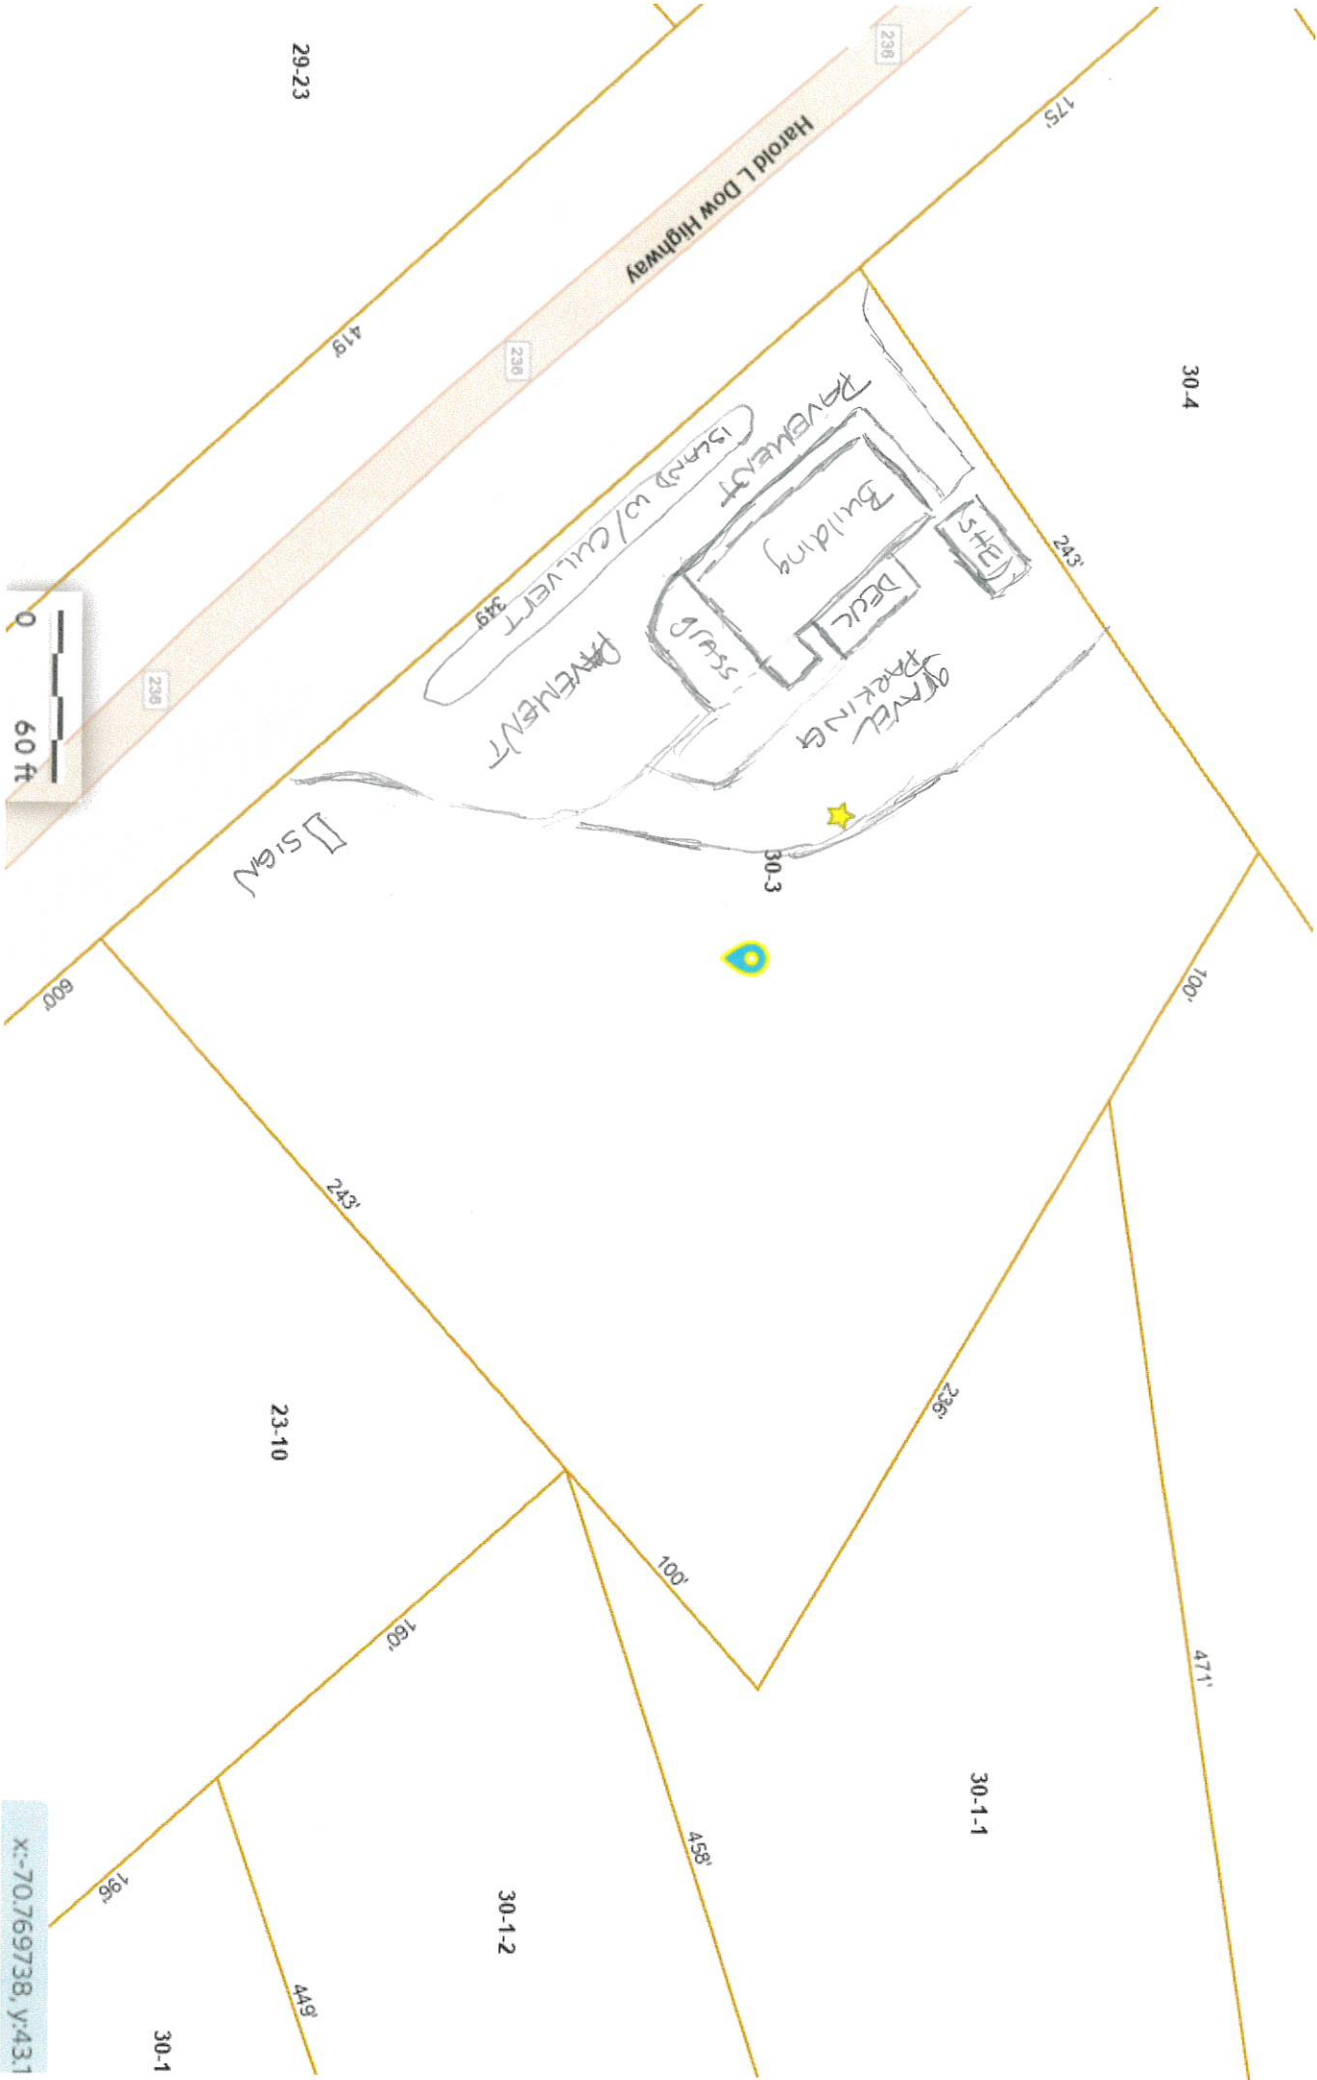 29-23
236
Harold L Dow Highway
175'
30-4
419'
236
PAVEMENT
ISLAND W/ CULVERT
Building
SHED
243'
DECK
349'
grass
PAVEMENT
gravel
PARKING
236
0
60 ft
SIGN
30-3
600'
100'
243'
296'
23-10
100'
160'
471'
30-1-1
458'
196'
30-1-2
449'
30-1
x:-70.769738, y:43.1